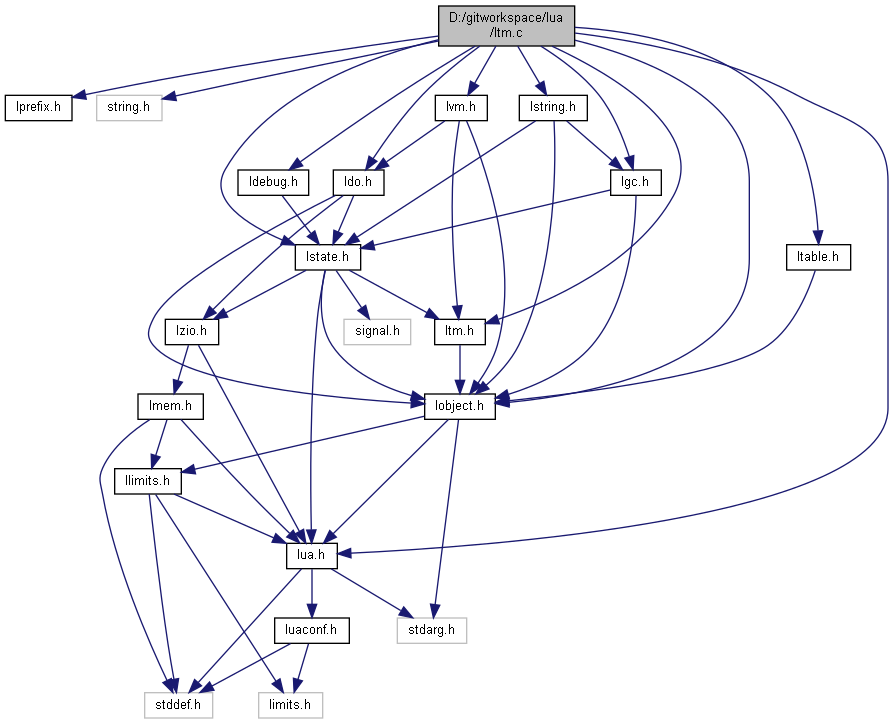 D:/gitworkspace/lua
/ltm.c
lprefix.h
string.h
lvm.h
lstring.h
ldebug.h
ldo.h
lgc.h
lstate.h
ltable.h
lzio.h
signal.h
ltm.h
lmem.h
lobject.h
llimits.h
lua.h
luaconf.h
stdarg.h
stddef.h
limits.h